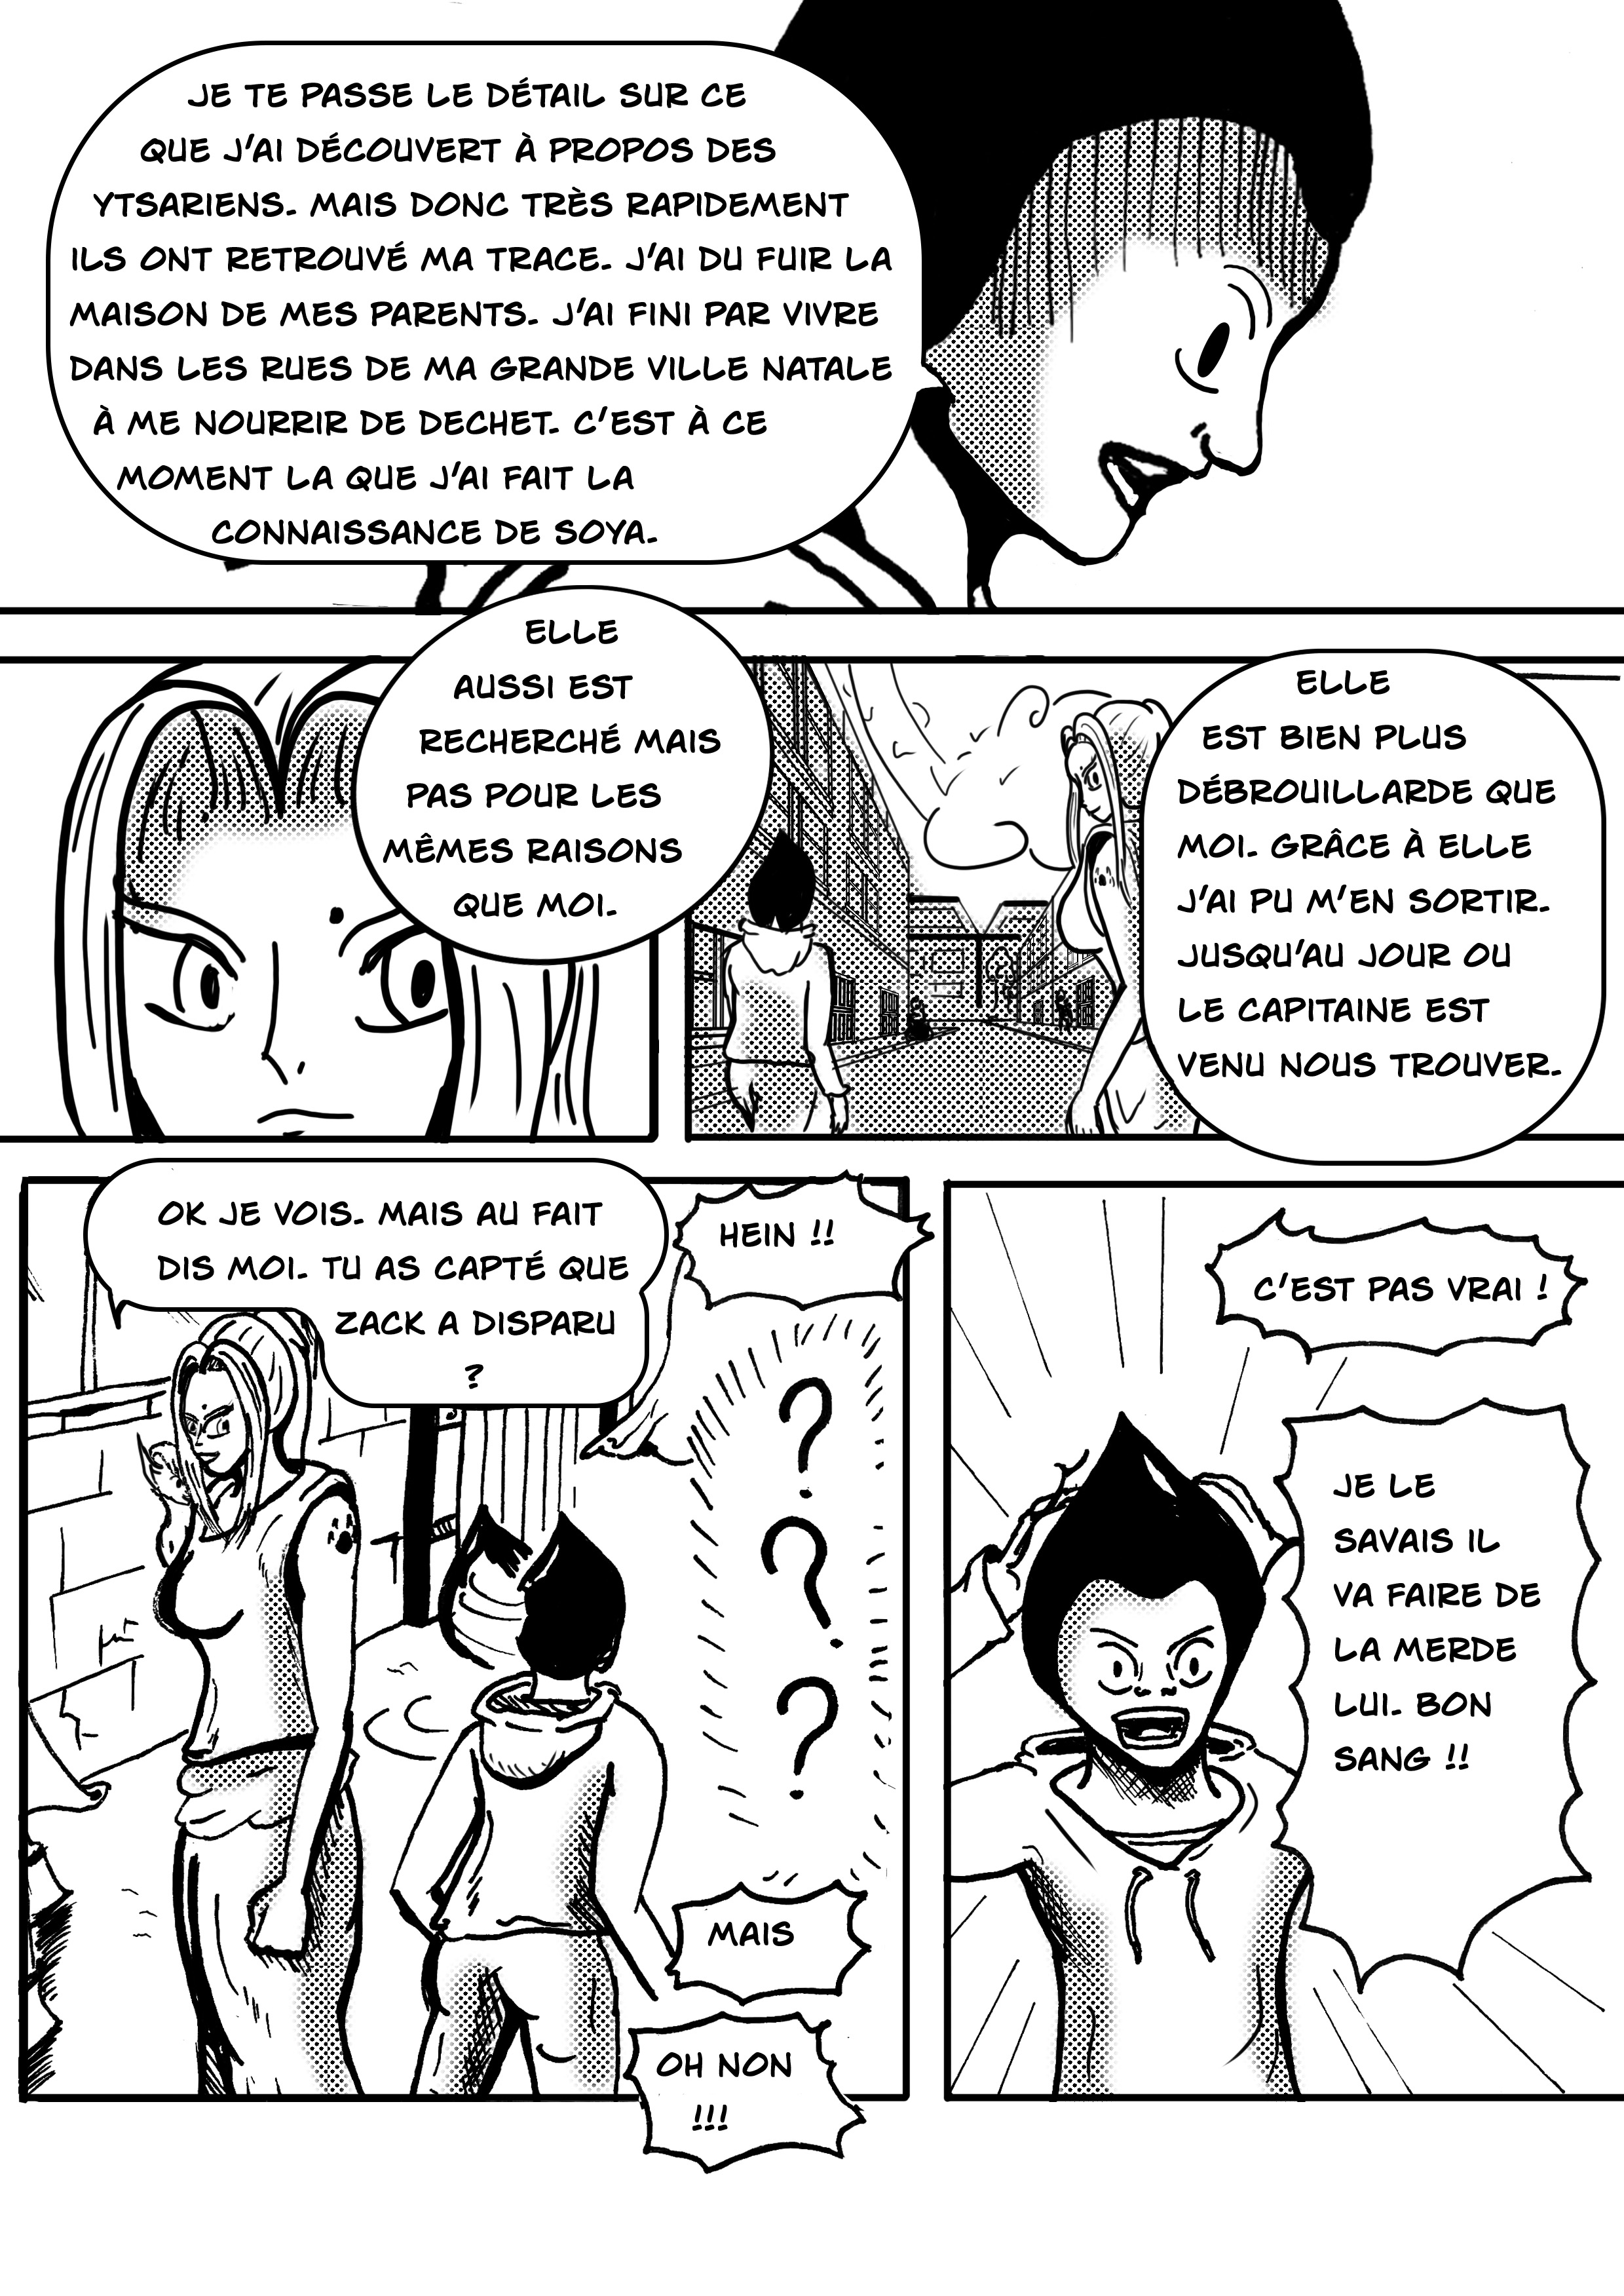 JE TE PASSE LE DÉTAIL SUR CE
QUE J'AI DÉCOUVERT À PROPOS DES
YTSARIENS. MAIS DONC TRÈS RAPIDEMENT
ILS ONT RETROUVÉ MA TRACE. J'AI DU FUIR LA
MAISON DE MES PARENTS. J'AI FINI PAR VIVRE
DANS LES RUES DE MA GRANDE VILLE NATALE
À ME NOURRIR DE DECHET. C'EST À CE
MOMENT LA QUE J'AI FAIT LA
CONNAISSANCE DE SOYA.
ELLE
AUSSI EST
RECHERCHÉ MAIS
PAS POUR LES
MÊMES RAISONS
QUE MOI.
ELLE
EST BIEN PLUS
DÉBROUILLARDE QUE
MOI. GRÂCE À ELLE
J'AI PU M'EN SORTIR.
JUSQU'AU JOUR OU
LE CAPITAINE EST
VENU NOUS TROUVER.
OK JE VOIS. MAIS AU FAIT
DIS MOI. TU AS CAPTÉ QUE
ZACK A DISPARU
?
HEIN !!
?
?
?
MAIS
OH NON
!!!
C'EST PAS VRAI !
JE LE
SAVAIS IL
VA FAIRE DE
LA MERDE
LUI. BON
SANG !!